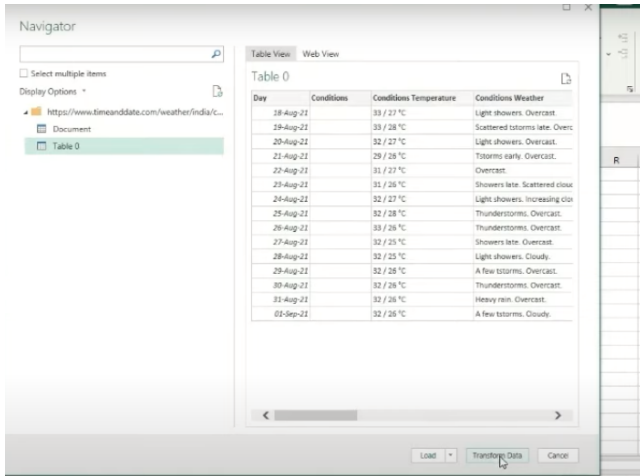 Navigator
Select multiple items
Display Options
https://www.timeanddate.com/weather/india/c...
Document
Table 0
Table View Web View
Table 0
Day Conditions Conditions Temperature Conditions Weather
18-Aug-21 33 / 27 °C Light showers. Overcast.
19-Aug-21 33 / 28 °C Scattered tstorms late. Overc
20-Aug-21 32 / 27 °C Light showers. Overcast.
21-Aug-21 29 / 26 °C Tstorms early. Overcast.
22-Aug-21 31 / 27 °C Overcast.
23-Aug-21 31 / 26 °C Showers late. Scattered clouc
24-Aug-21 32 / 27 °C Light showers. Increasing clo
25-Aug-21 32 / 28 °C Thunderstorms. Overcast.
26-Aug-21 33 / 26 °C Thunderstorms. Overcast.
27-Aug-21 32 / 25 °C Showers late. Overcast.
28-Aug-21 32 / 25 °C Light showers. Cloudy.
29-Aug-21 32 / 26 °C A few tstorms. Overcast.
30-Aug-21 32 / 26 °C Thunderstorms. Overcast.
31-Aug-21 32 / 26 °C Heavy rain. Overcast.
01-Sep-21 32 / 26 °C A few tstorms. Cloudy.
Load Transform Data Cancel
R